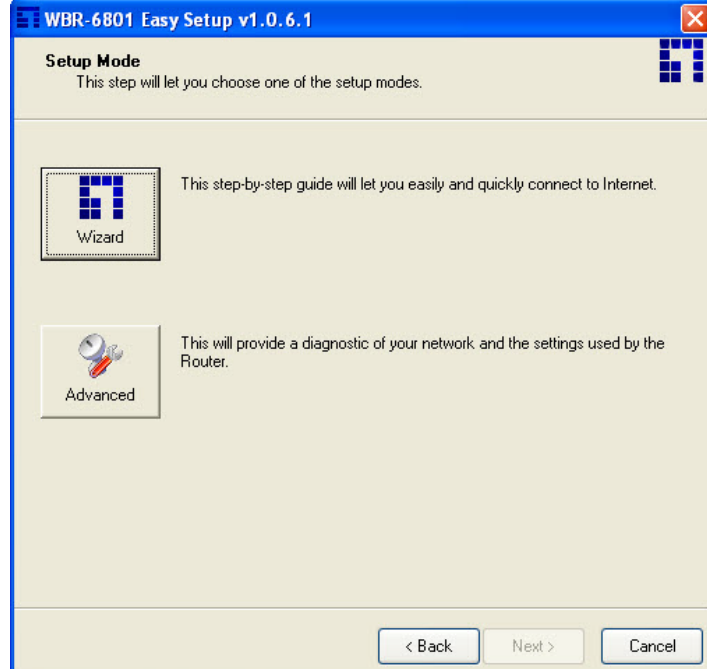 WBR-6801 Easy Setup v1.0.6.1
Setup Mode
This step will let you choose one of the setup modes.
Wizard
This step-by-step guide will let you easily and quickly connect to Internet.
Advanced
This will provide a diagnostic of your network and the settings used by the
Router.
< Back
Next >
Cancel